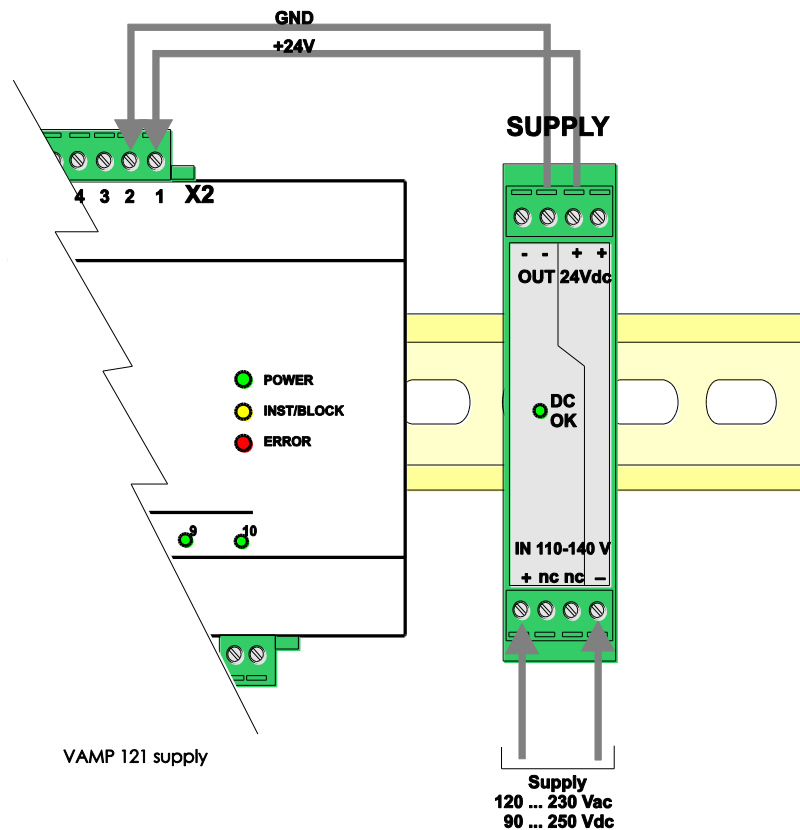 GND
+24V
SUPPLY
4 3 2 1 X2
- - + +
OUT 24Vdc
POWER
INST/BLOCK
ERROR
DC
OK
9 10
IN 110-140 V
+ nc nc –
VAMP 121 supply
Supply
120 ... 230 Vac
90 ... 250 Vdc